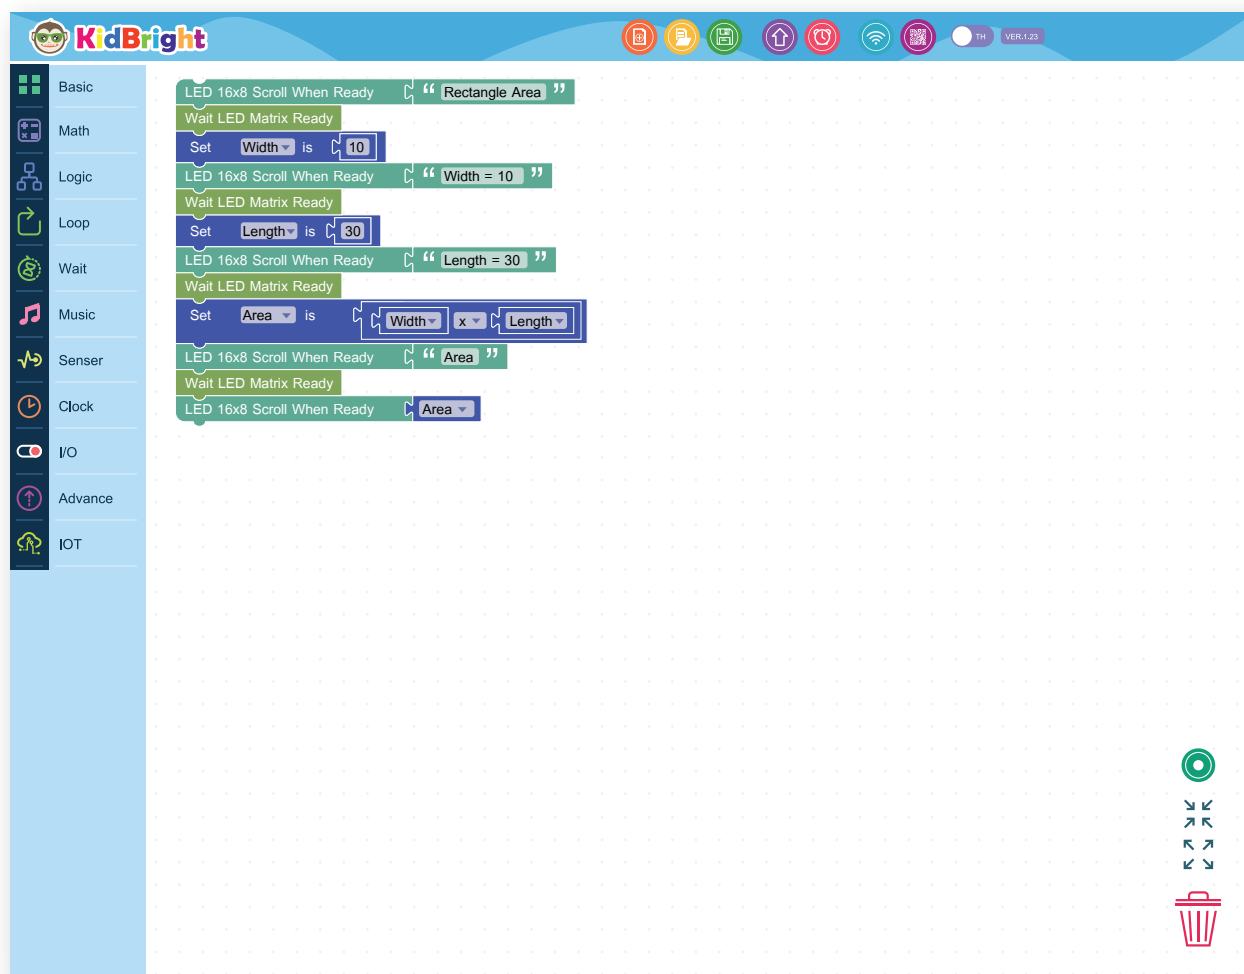 KidBright
TH
VER.1.23
Basic
Math
Logic
Loop
Wait
Music
Senser
Clock
I/O
Advance
IOT
LED 16x8 Scroll When Ready “ Rectangle Area ”
Wait LED Matrix Ready
Set Width is 10
LED 16x8 Scroll When Ready “ Width = 10 ”
Wait LED Matrix Ready
Set Length is 30
LED 16x8 Scroll When Ready “ Length = 30 ”
Wait LED Matrix Ready
Set Area is Width x Length
LED 16x8 Scroll When Ready “ Area ”
Wait LED Matrix Ready
LED 16x8 Scroll When Ready Area